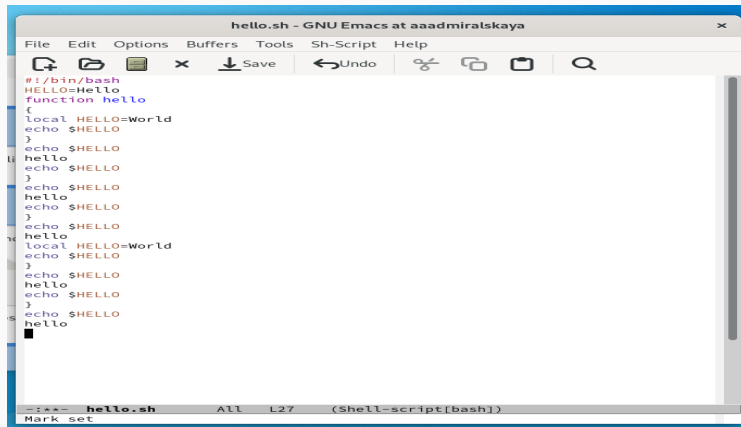 hello.sh - GNU Emacs at aaadmiralskaya
File Edit Options Buffers Tools Sh-Script Help
Save Undo
#!/bin/bash
HELLO=Hello
function hello
{
local HELLO=World
echo $HELLO
}
echo $HELLO
hello
echo $HELLO
}
echo $HELLO
hello
echo $HELLO
}
echo $HELLO
hello
local HELLO=World
echo $HELLO
}
echo $HELLO
hello
echo $HELLO
}
echo $HELLO
hello
-:**- hello.sh All L27 (Shell-script[bash])
Mark set